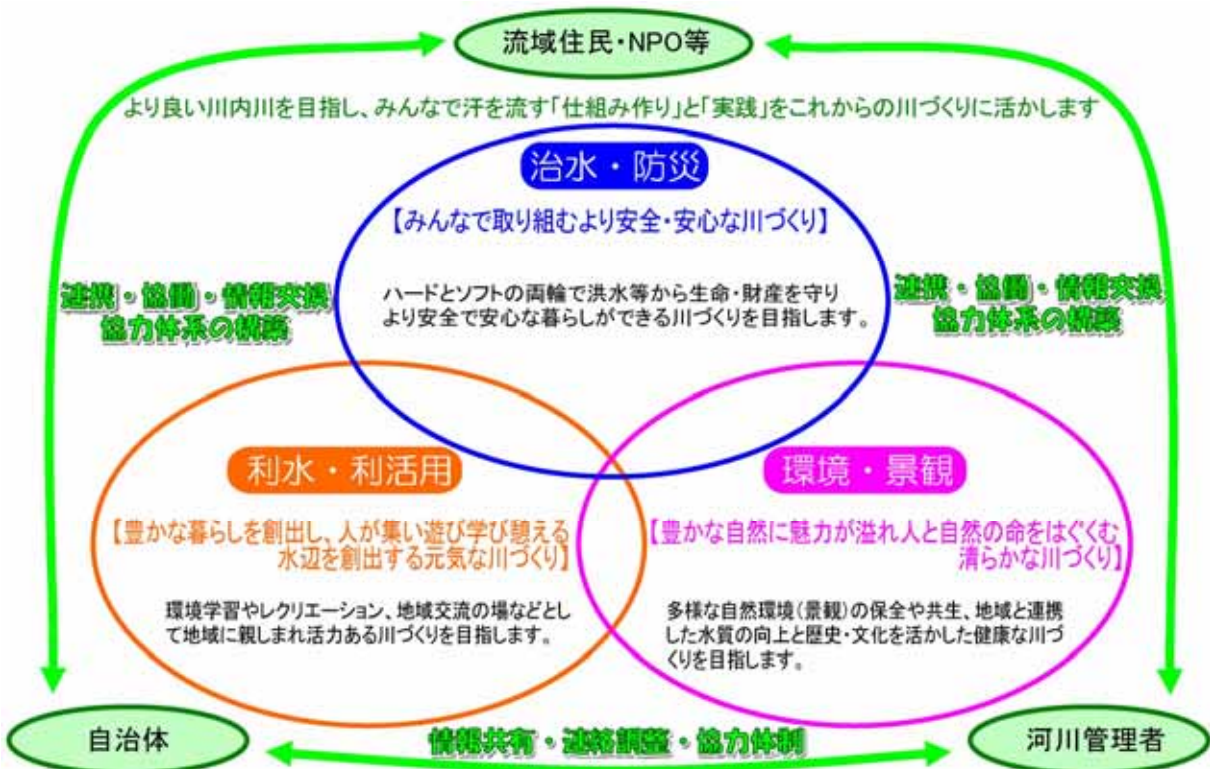 流域住民・NPO等
より良い川内川を目指し、みんなで汗を流す「仕組み作り」と「実践」をこれからの川づくりに活かします
治水・防災
【みんなで取り組むより安全・安心な川づくり】
ハードとソフトの両輪で洪水等から生命・財産を守り
より安全で安心な暮らしができる川づくりを目指します。
連携・協働・情報交換
協力体系の構築
連携・協働・情報交換
協力体系の構築
利水・利活用
【豊かな暮らしを創出し、人が集い遊び学び憩える
水辺を創出する元気な川づくり】
環境学習やレクリエーション、地域交流の場などとし
て地域に親しまれ活力ある川づくりを目指します。
環境・景観
【豊かな自然に魅力が溢れ人と自然の命をはぐくむ
清らかな川づくり】
多様な自然環境(景観)の保全や共生、地域と連携
した水質の向上と歴史・文化を活かした健康な川づ
くりを目指します。
自治体
情報共有・連絡調整・協力体制
河川管理者